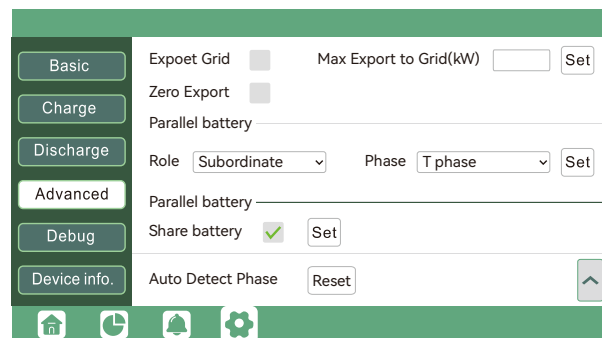 Basic
Charge
Discharge
Advanced
Debug
Device info.
Expoet Grid Max Export to Grid(kW) Set
Zero Export
Parallel battery
Role Subordinate Phase T phase Set
Parallel battery
Share battery Set
Auto Detect Phase Reset